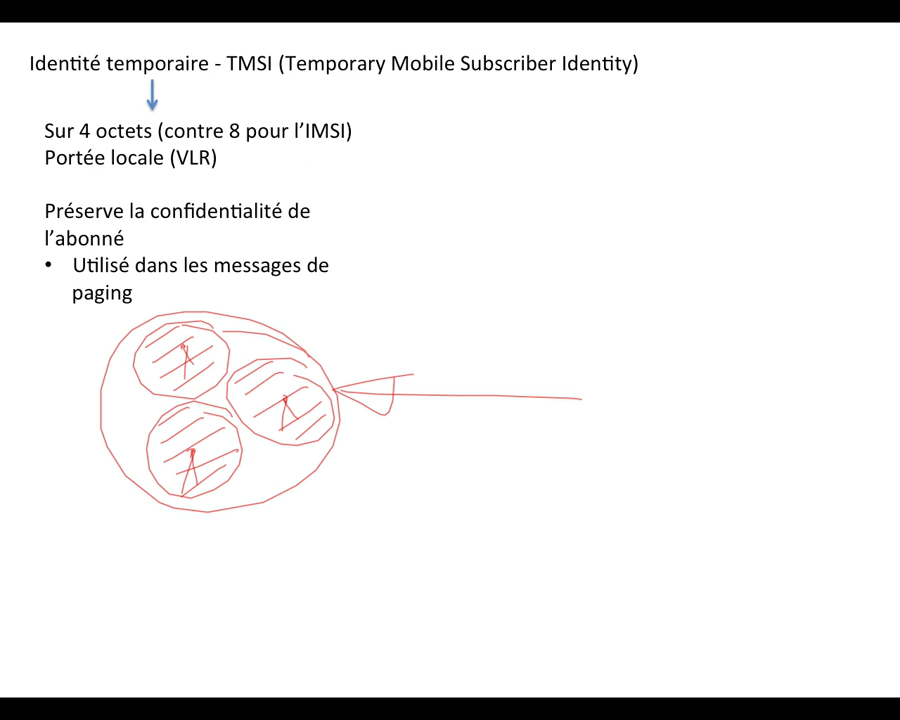 Identité temporaire - TMSI (Temporary Mobile Subscriber Identity)
Sur 4 octets (contre 8 pour l'IMSI)
Portée locale (VLR)
Préserve la confidentialité de
l'abonné
• Utilisé dans les messages de
paging